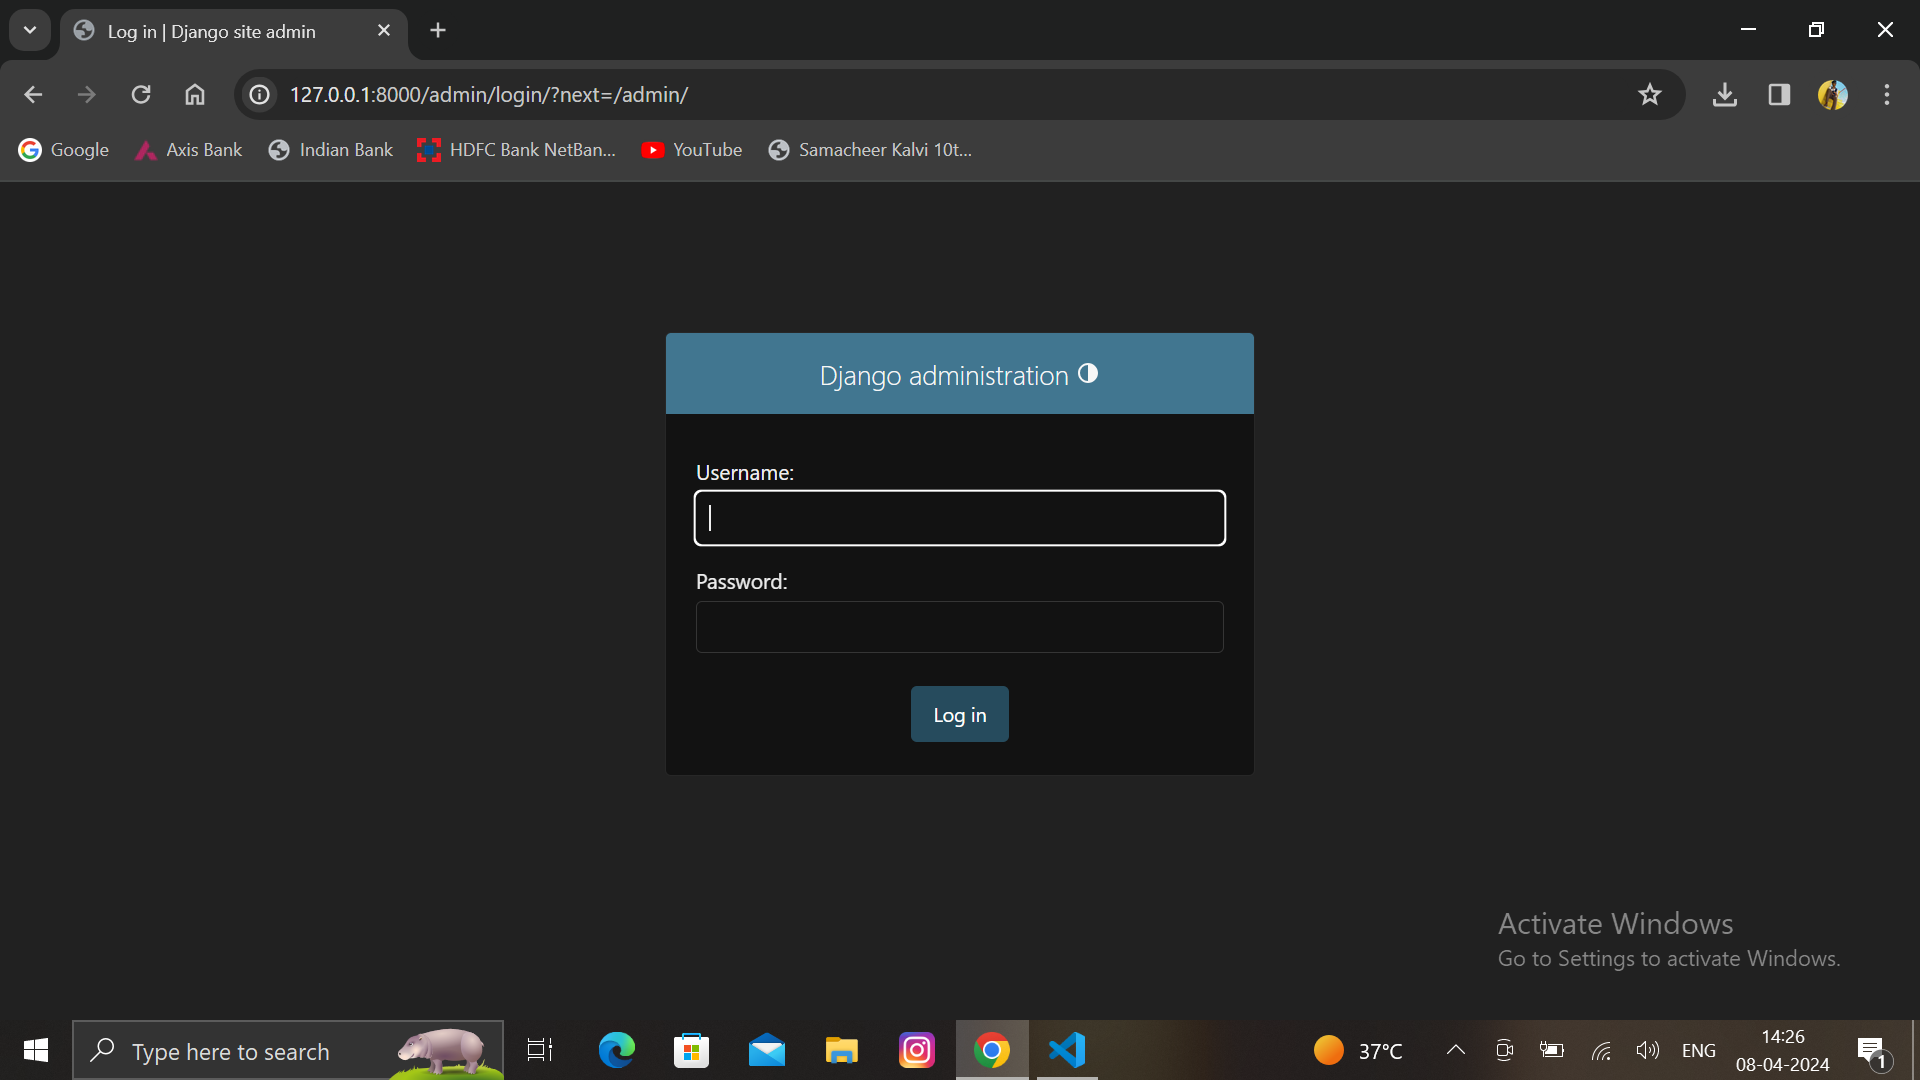 Log in | Django site admin
127.0.0.1:8000/admin/login/?next=/admin/
Google
Axis Bank
Indian Bank
HDFC Bank NetBan...
YouTube
Samacheer Kalvi 10t...
Django administration
Username:
Password:
Log in
Activate Windows
Go to Settings to activate Windows.
Type here to search
37°C
ENG
14:26
08-04-2024
1